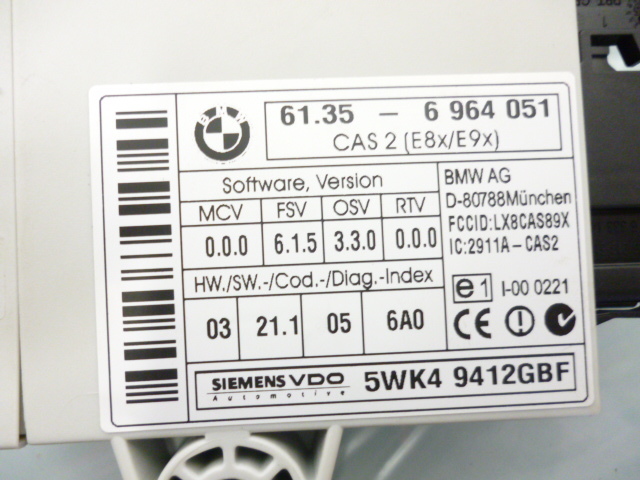 BMW
61.35 - 6 964 051
CAS 2 (E8x/E9x)
Software, Version
MCV FSV OSV RTV
0.0.0 6.1.5 3.3.0 0.0.0
HW./SW.-/Cod.-/Diag.-Index
03 21.1 05 6A0
BMW AG
D-80788München
FCCID:LX8CAS89X
IC:2911A-CAS2
e1 I-00 0221
CE
SIEMENS VDO
Automotive
5WK4 9412GBF